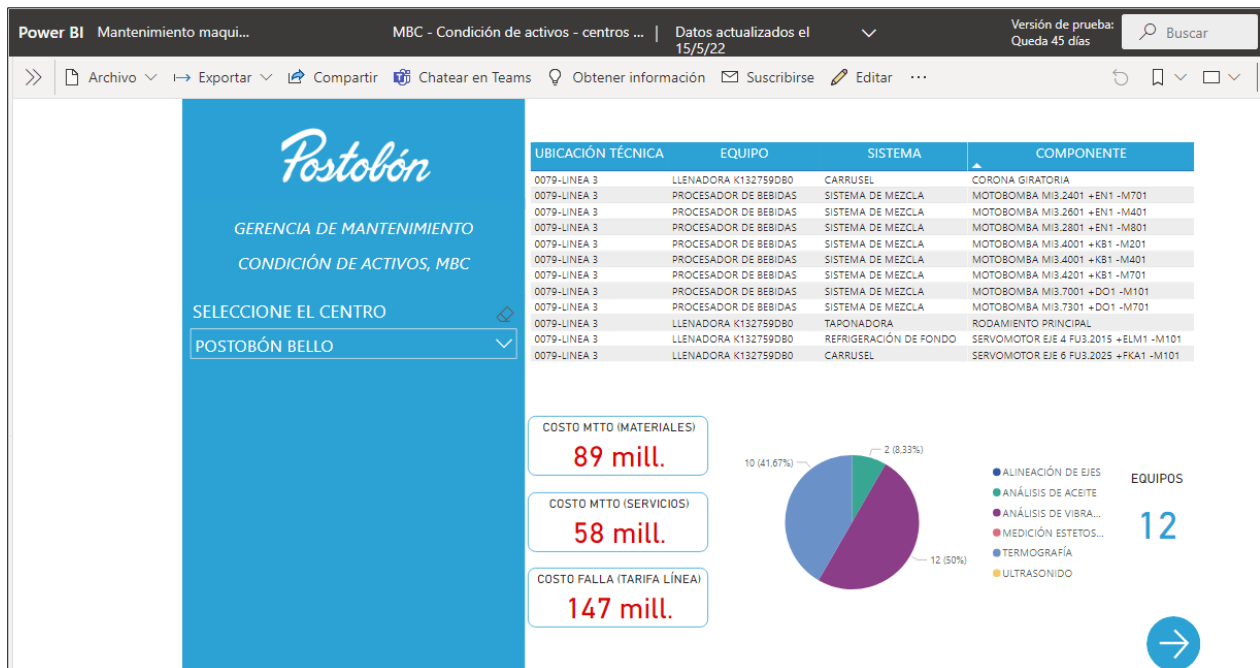 Power BI Mantenimiento maqui... MBC - Condición de activos - centros ... | Datos actualizados el 15/5/22 Versión de prueba: Queda 45 días Buscar
Archivo Exportar Compartir Chatear en Teams Obtener información Suscribirse Editar ...
Postobón
GERENCIA DE MANTENIMIENTO
CONDICIÓN DE ACTIVOS, MBC
SELECCIONE EL CENTRO
POSTOBÓN BELLO
UBICACIÓN TÉCNICA EQUIPO SISTEMA COMPONENTE
0079-LINEA 3 LLENADORA K132759DB0 CARRUSEL CORONA GIRATORIA
0079-LINEA 3 PROCESADOR DE BEBIDAS SISTEMA DE MEZCLA MOTOBOMBA MI3.2401 +EN1 -M701
0079-LINEA 3 PROCESADOR DE BEBIDAS SISTEMA DE MEZCLA MOTOBOMBA MI3.2601 +EN1 -M401
0079-LINEA 3 PROCESADOR DE BEBIDAS SISTEMA DE MEZCLA MOTOBOMBA MI3.2801 +EN1 -M801
0079-LINEA 3 PROCESADOR DE BEBIDAS SISTEMA DE MEZCLA MOTOBOMBA MI3.4001 +KB1 -M201
0079-LINEA 3 PROCESADOR DE BEBIDAS SISTEMA DE MEZCLA MOTOBOMBA MI3.4001 +KB1 -M401
0079-LINEA 3 PROCESADOR DE BEBIDAS SISTEMA DE MEZCLA MOTOBOMBA MI3.4201 +KB1 -M701
0079-LINEA 3 PROCESADOR DE BEBIDAS SISTEMA DE MEZCLA MOTOBOMBA MI3.7001 +DO1 -M101
0079-LINEA 3 PROCESADOR DE BEBIDAS SISTEMA DE MEZCLA MOTOBOMBA MI3.7301 +DO1 -M701
0079-LINEA 3 LLENADORA K132759DB0 TAPONADORA RODAMIENTO PRINCIPAL
0079-LINEA 3 LLENADORA K132759DB0 REFRIGERACIÓN DE FONDO SERVOMOTOR EJE 4 FU3.2015 +ELM1 -M101
0079-LINEA 3 LLENADORA K132759DB0 CARRUSEL SERVOMOTOR EJE 6 FU3.2025 +FKA1 -M101
COSTO MTTO (MATERIALES)
89 mill.
COSTO MTTO (SERVICIOS)
58 mill.
COSTO FALLA (TARIFA LÍNEA)
147 mill.
2 (8,33%)
10 (41,67%)
12 (50%)
ALINEACIÓN DE EJES
ANÁLISIS DE ACEITE
ANÁLISIS DE VIBRA...
MEDICIÓN ESTETOS...
TERMOGRAFÍA
ULTRASONIDO
EQUIPOS
12